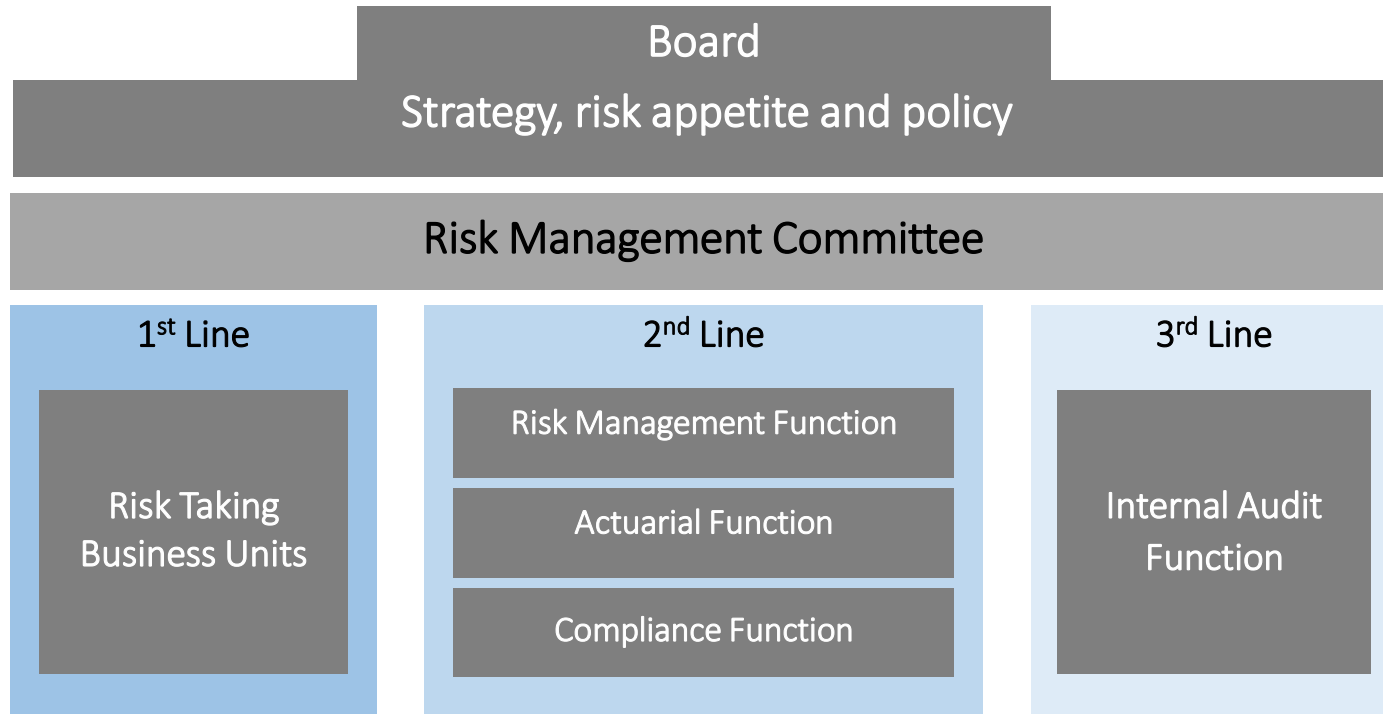 Board
Strategy, risk appetite and policy
Risk Management Committee
1st Line
Risk Taking
Business Units
2nd Line
Risk Management Function
Actuarial Function
Compliance Function
3rd Line
Internal Audit
Function